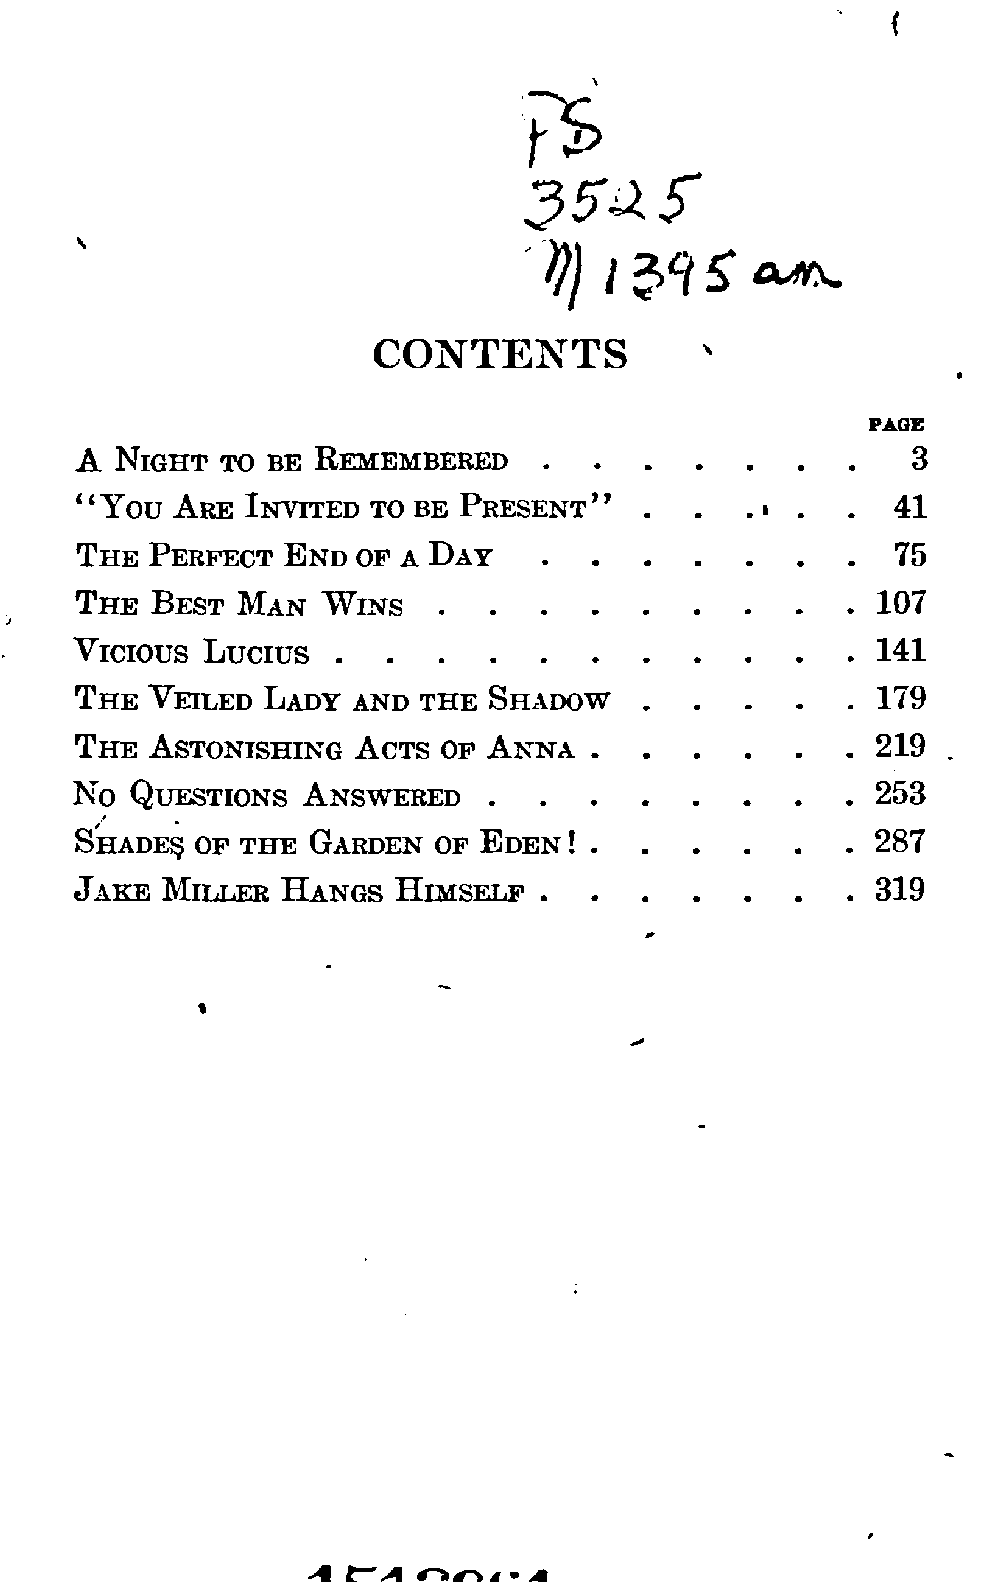 PS
3525
M1395am
CONTENTS
PAGE
A NIGHT TO BE REMEMBERED . . . . . . . 3
“YOU ARE INVITED TO BE PRESENT” . . . . . 41
THE PERFECT END OF A DAY . . . . . . . 75
THE BEST MAN WINS . . . . . . . . . 107
VICIOUS LUCIUS . . . . . . . . . . . 141
THE VEILED LADY AND THE SHADOW . . . . . 179
THE ASTONISHING ACTS OF ANNA . . . . . . 219
NO QUESTIONS ANSWERED . . . . . . . . 253
SHADES OF THE GARDEN OF EDEN! . . . . . . 287
JAKE MILLER HANGS HIMSELF . . . . . . . 319